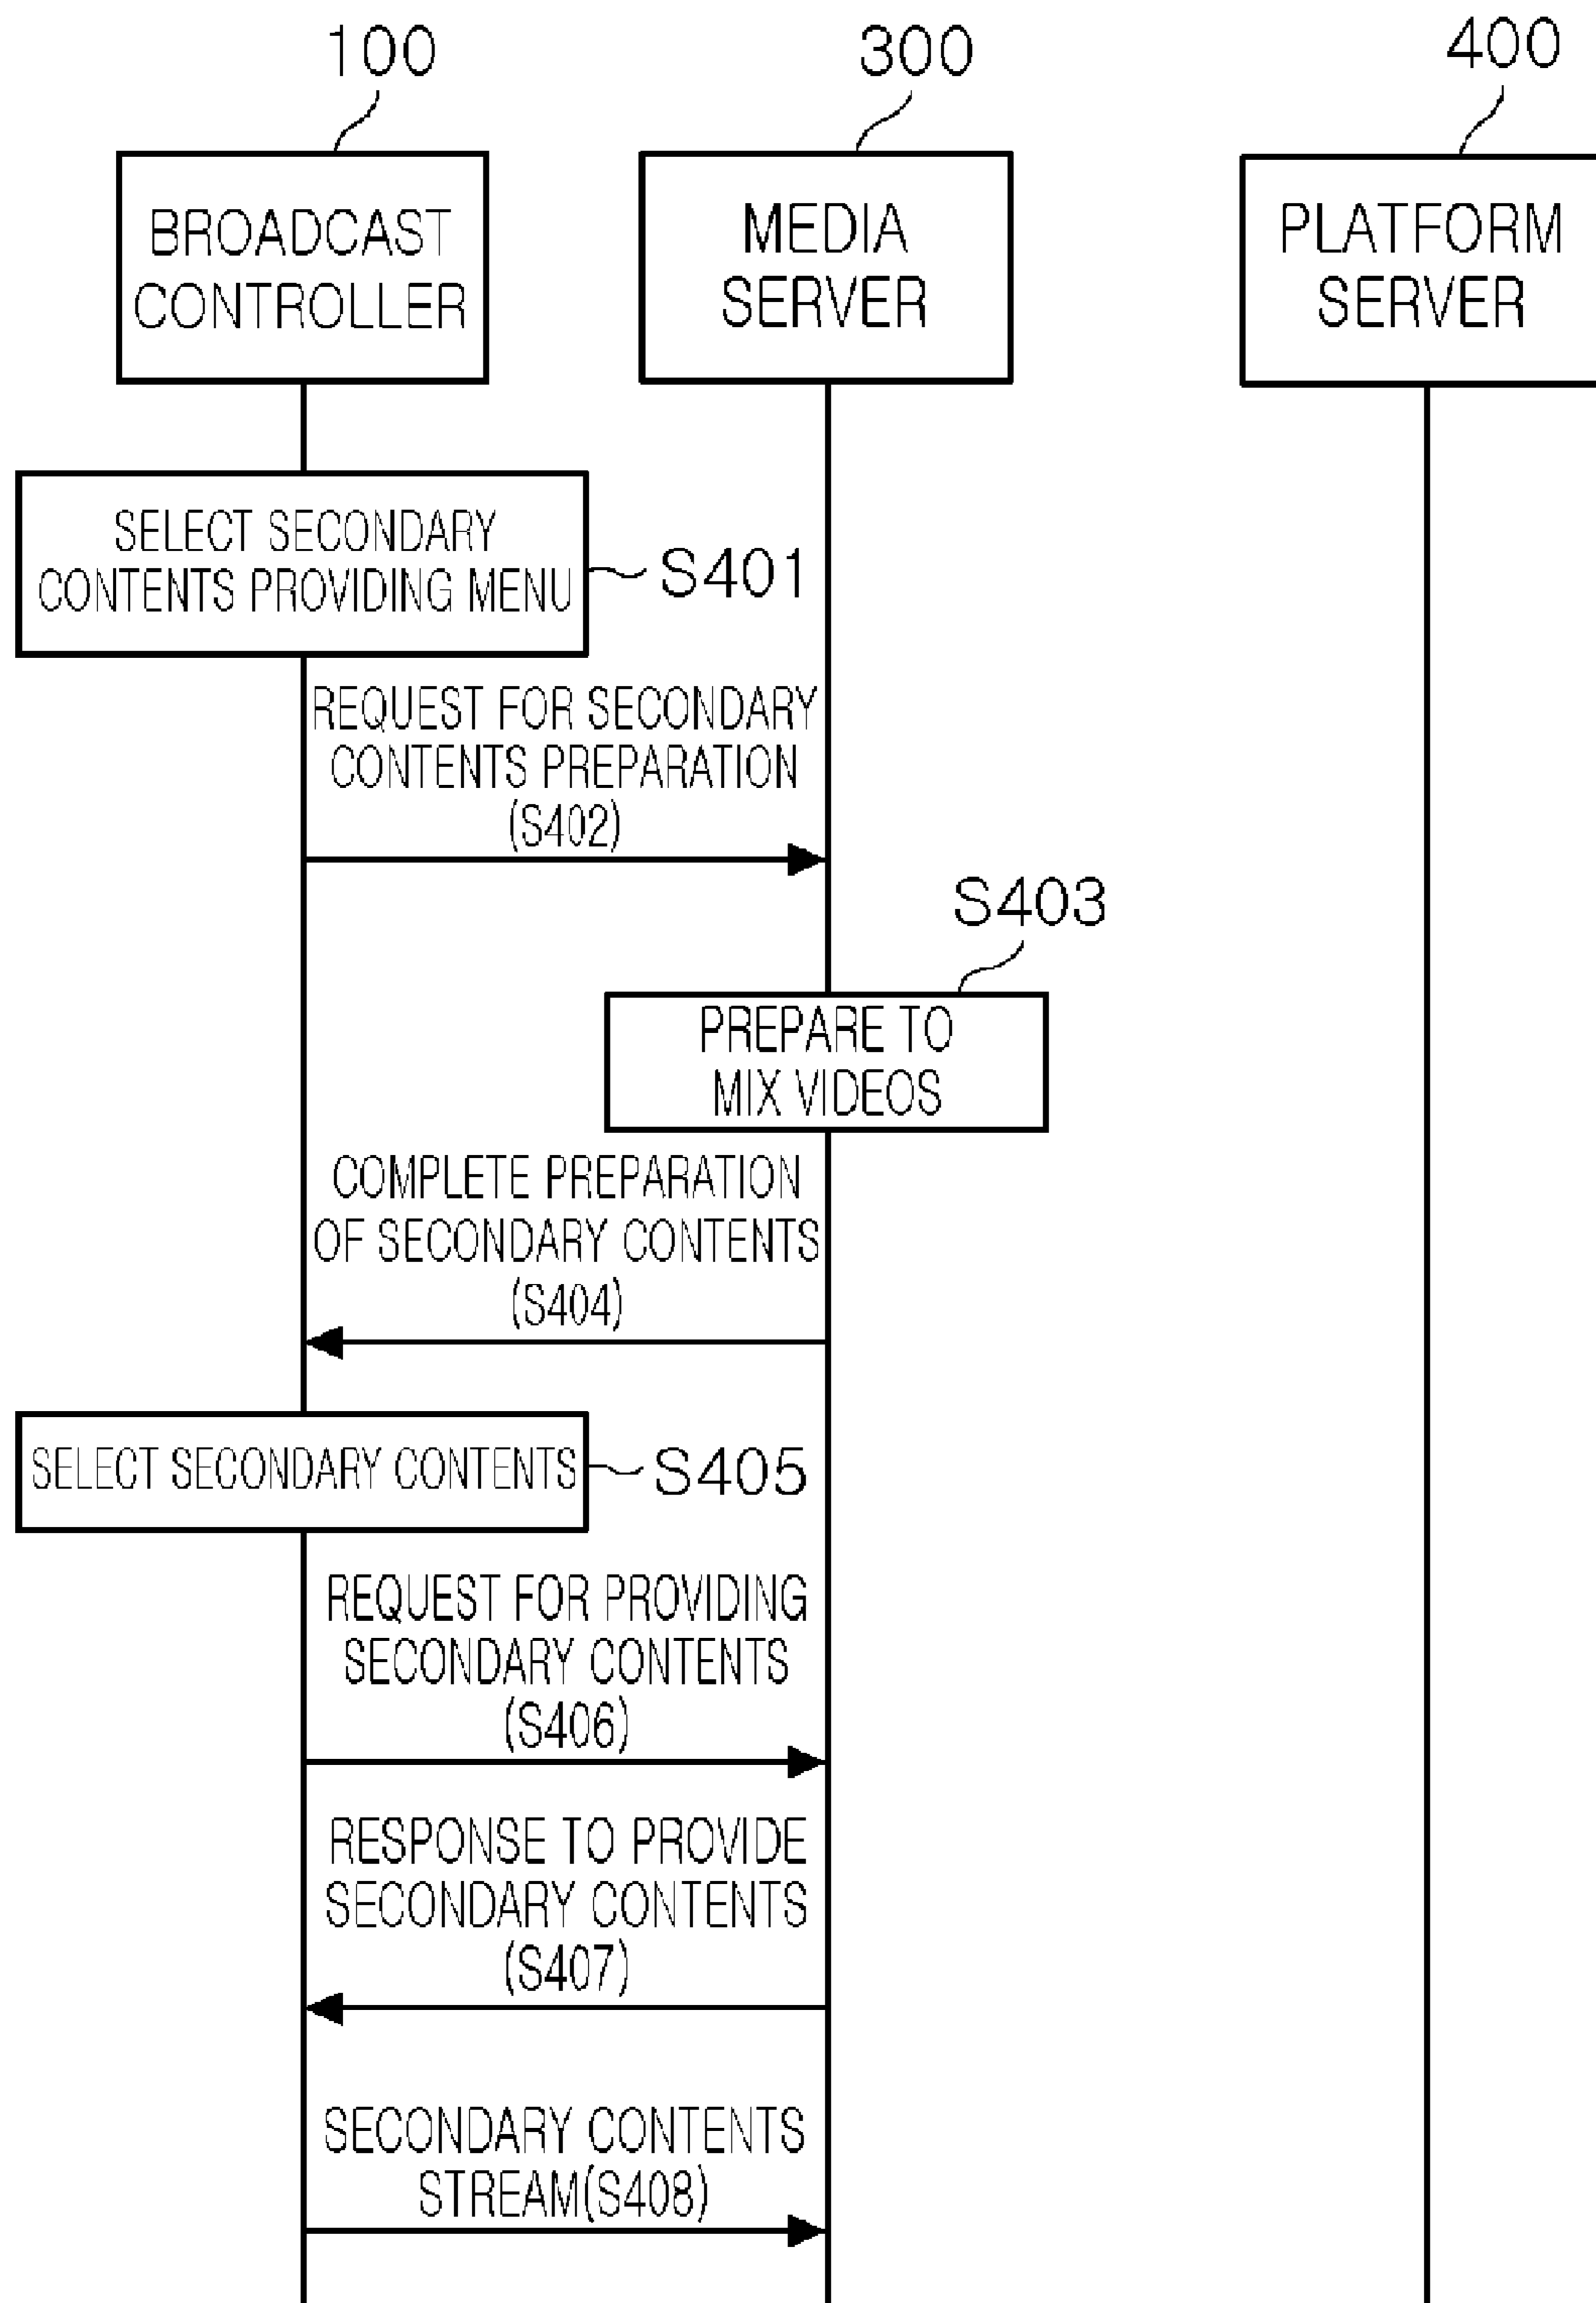 100
300
400
BROADCAST
CONTROLLER
MEDIA
SERVER
PLATFORM
SERVER
SELECT SECONDARY
CONTENTS PROVIDING MENU
S401
REQUEST FOR SECONDARY
CONTENTS PREPARATION
(S402)
S403
PREPARE TO
MIX VIDEOS
COMPLETE PREPARATION
OF SECONDARY CONTENTS
(S404)
SELECT SECONDARY CONTENTS
S405
REQUEST FOR PROVIDING
SECONDARY CONTENTS
(S406)
RESPONSE TO PROVIDE
SECONDARY CONTENTS
(S407)
SECONDARY CONTENTS
STREAM(S408)